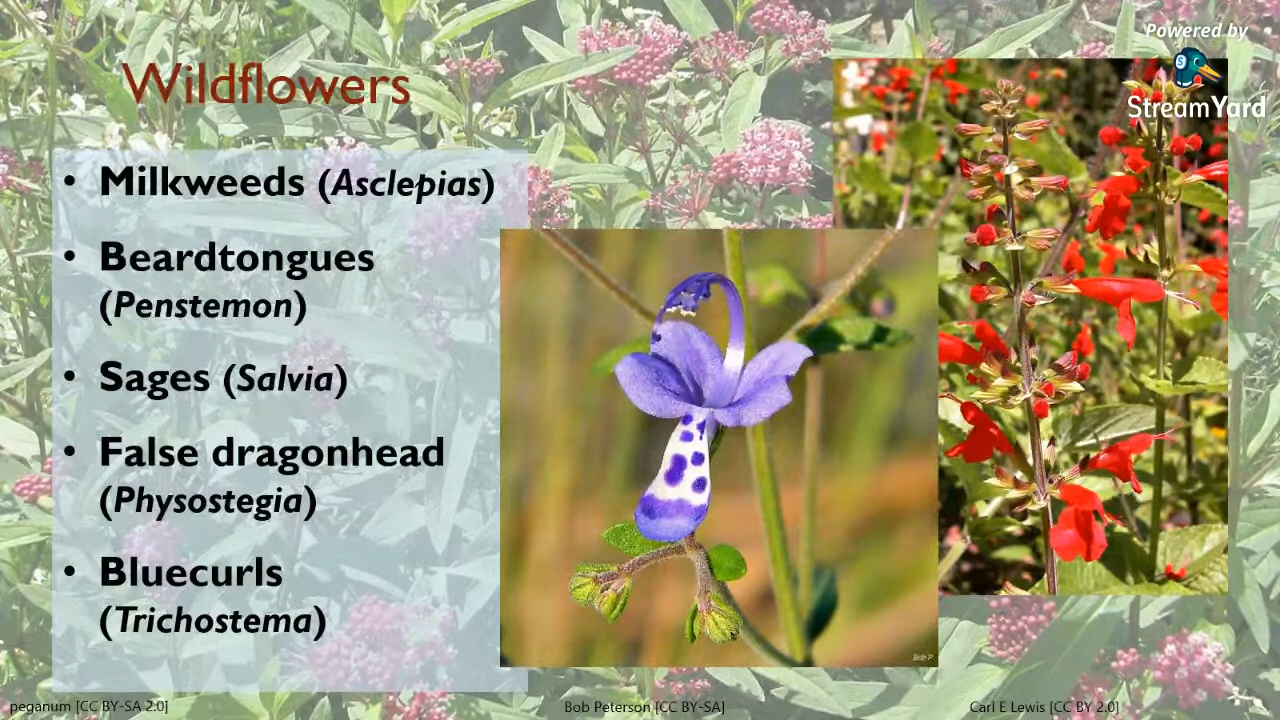 Powered by
StreamYard
Wildflowers
• Milkweeds (Asclepias)
• Beardtongues
(Penstemon)
• Sages (Salvia)
• False dragonhead
(Physostegia)
• Bluecurls
(Trichostema)
Bob P
peganum [CC BY-SA 2.0]
Bob Peterson [CC BY-SA]
Carl E Lewis [CC BY 2.0]